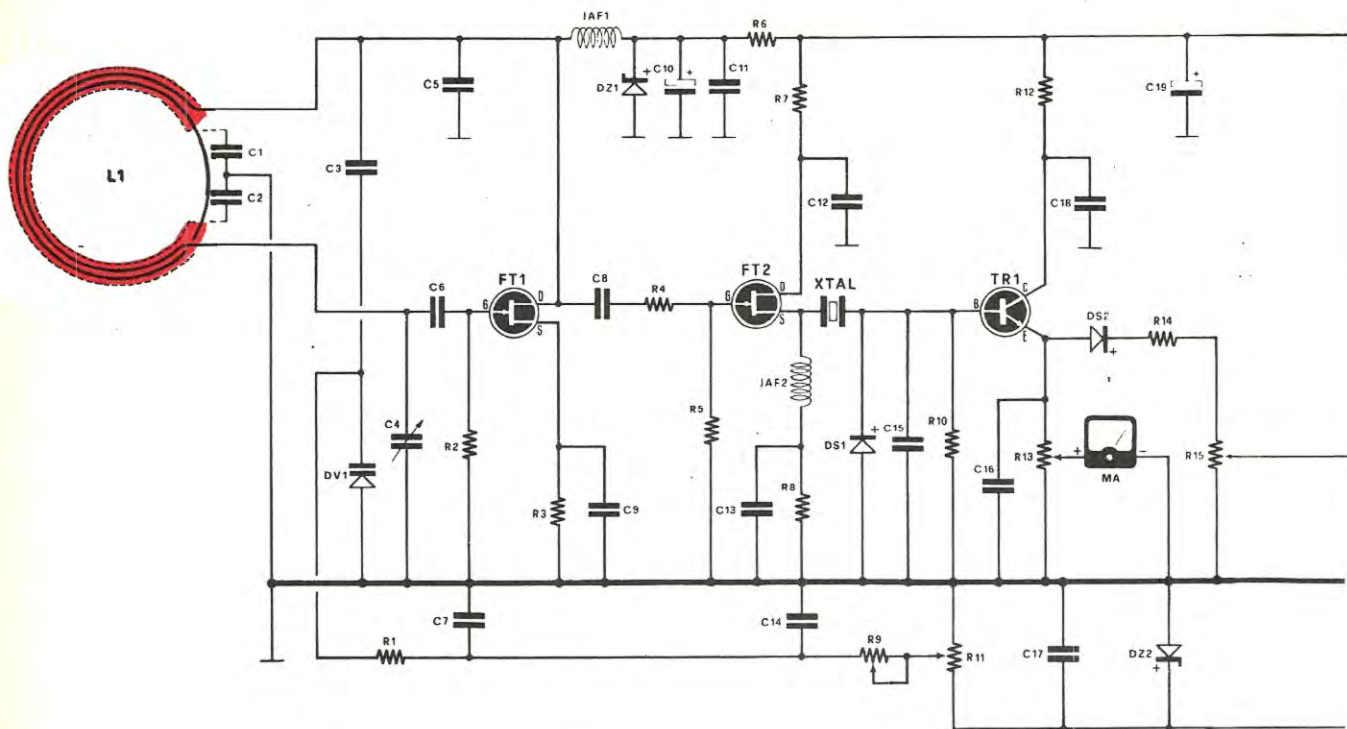 JAF1
R6
C5
DZ1
+
C10
+
C11
R7
R12
C19
+
C1
L1
C2
C3
C12
C18
FT1
C6
G
D
S
C8
R4
FT2
G
D
S
XTAL
TR1
B
C
E
DS2
+
R14
JAF2
C4
R2
R5
DS1
+
C15
R10
R13
+
-
MA
R15
DV1
R3
C9
C13
R8
C16
C7
C14
R1
R9
R11
C17
DZ2
+